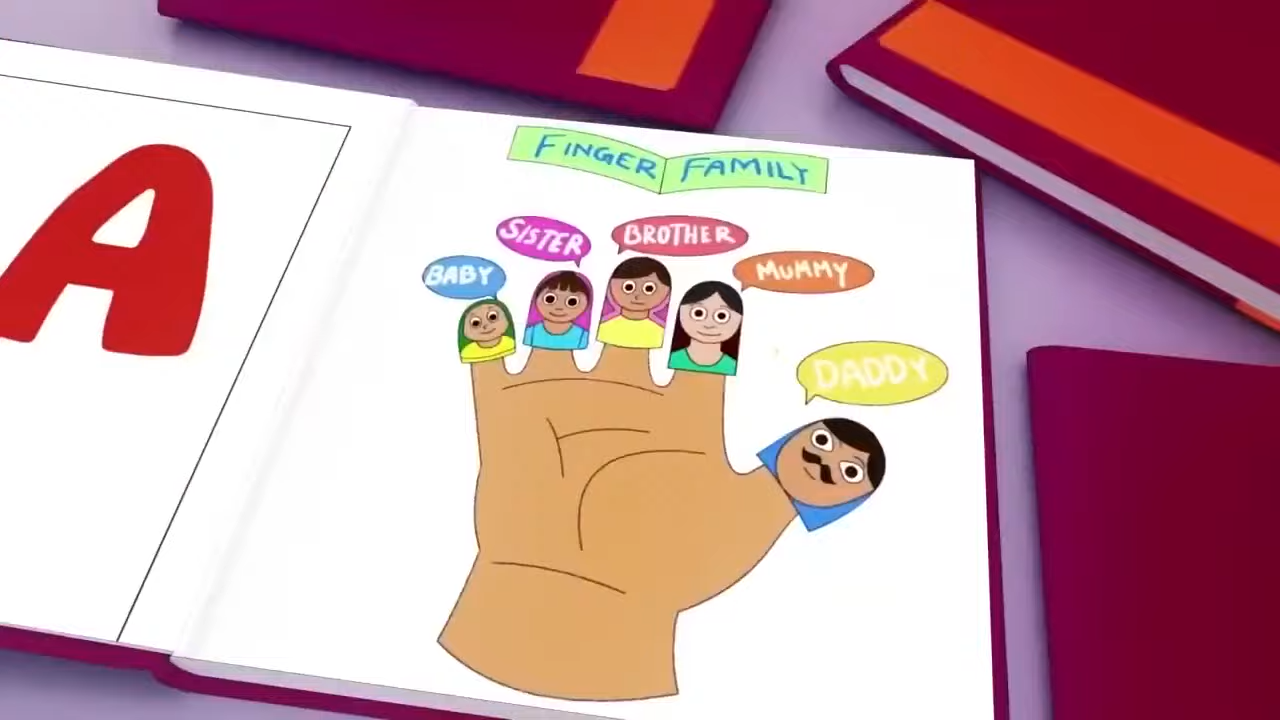 A
FINGER FAMILY
SISTER
BROTHER
BABY
MUMMY
DADDY